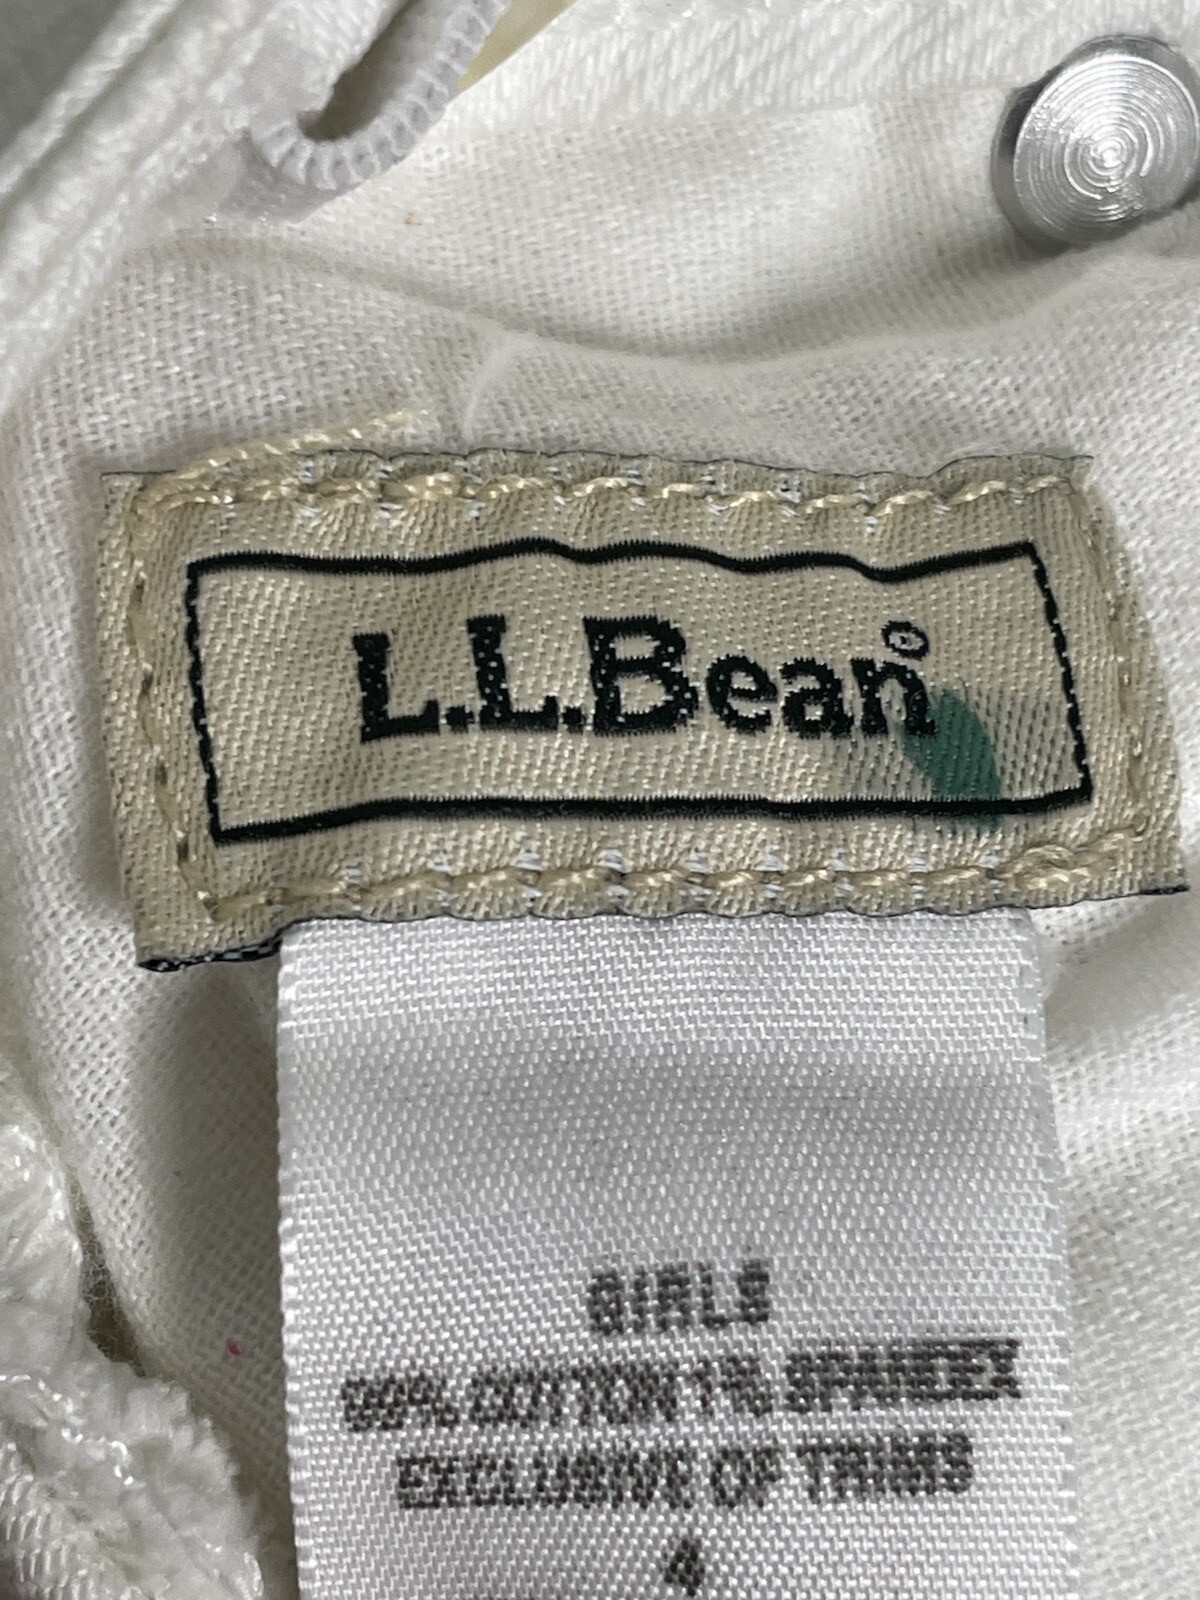 L.L.Bean®
GIRLS
99% COTTON 1% SPANDEX
EXCLUSIVE OF TRIMS
4